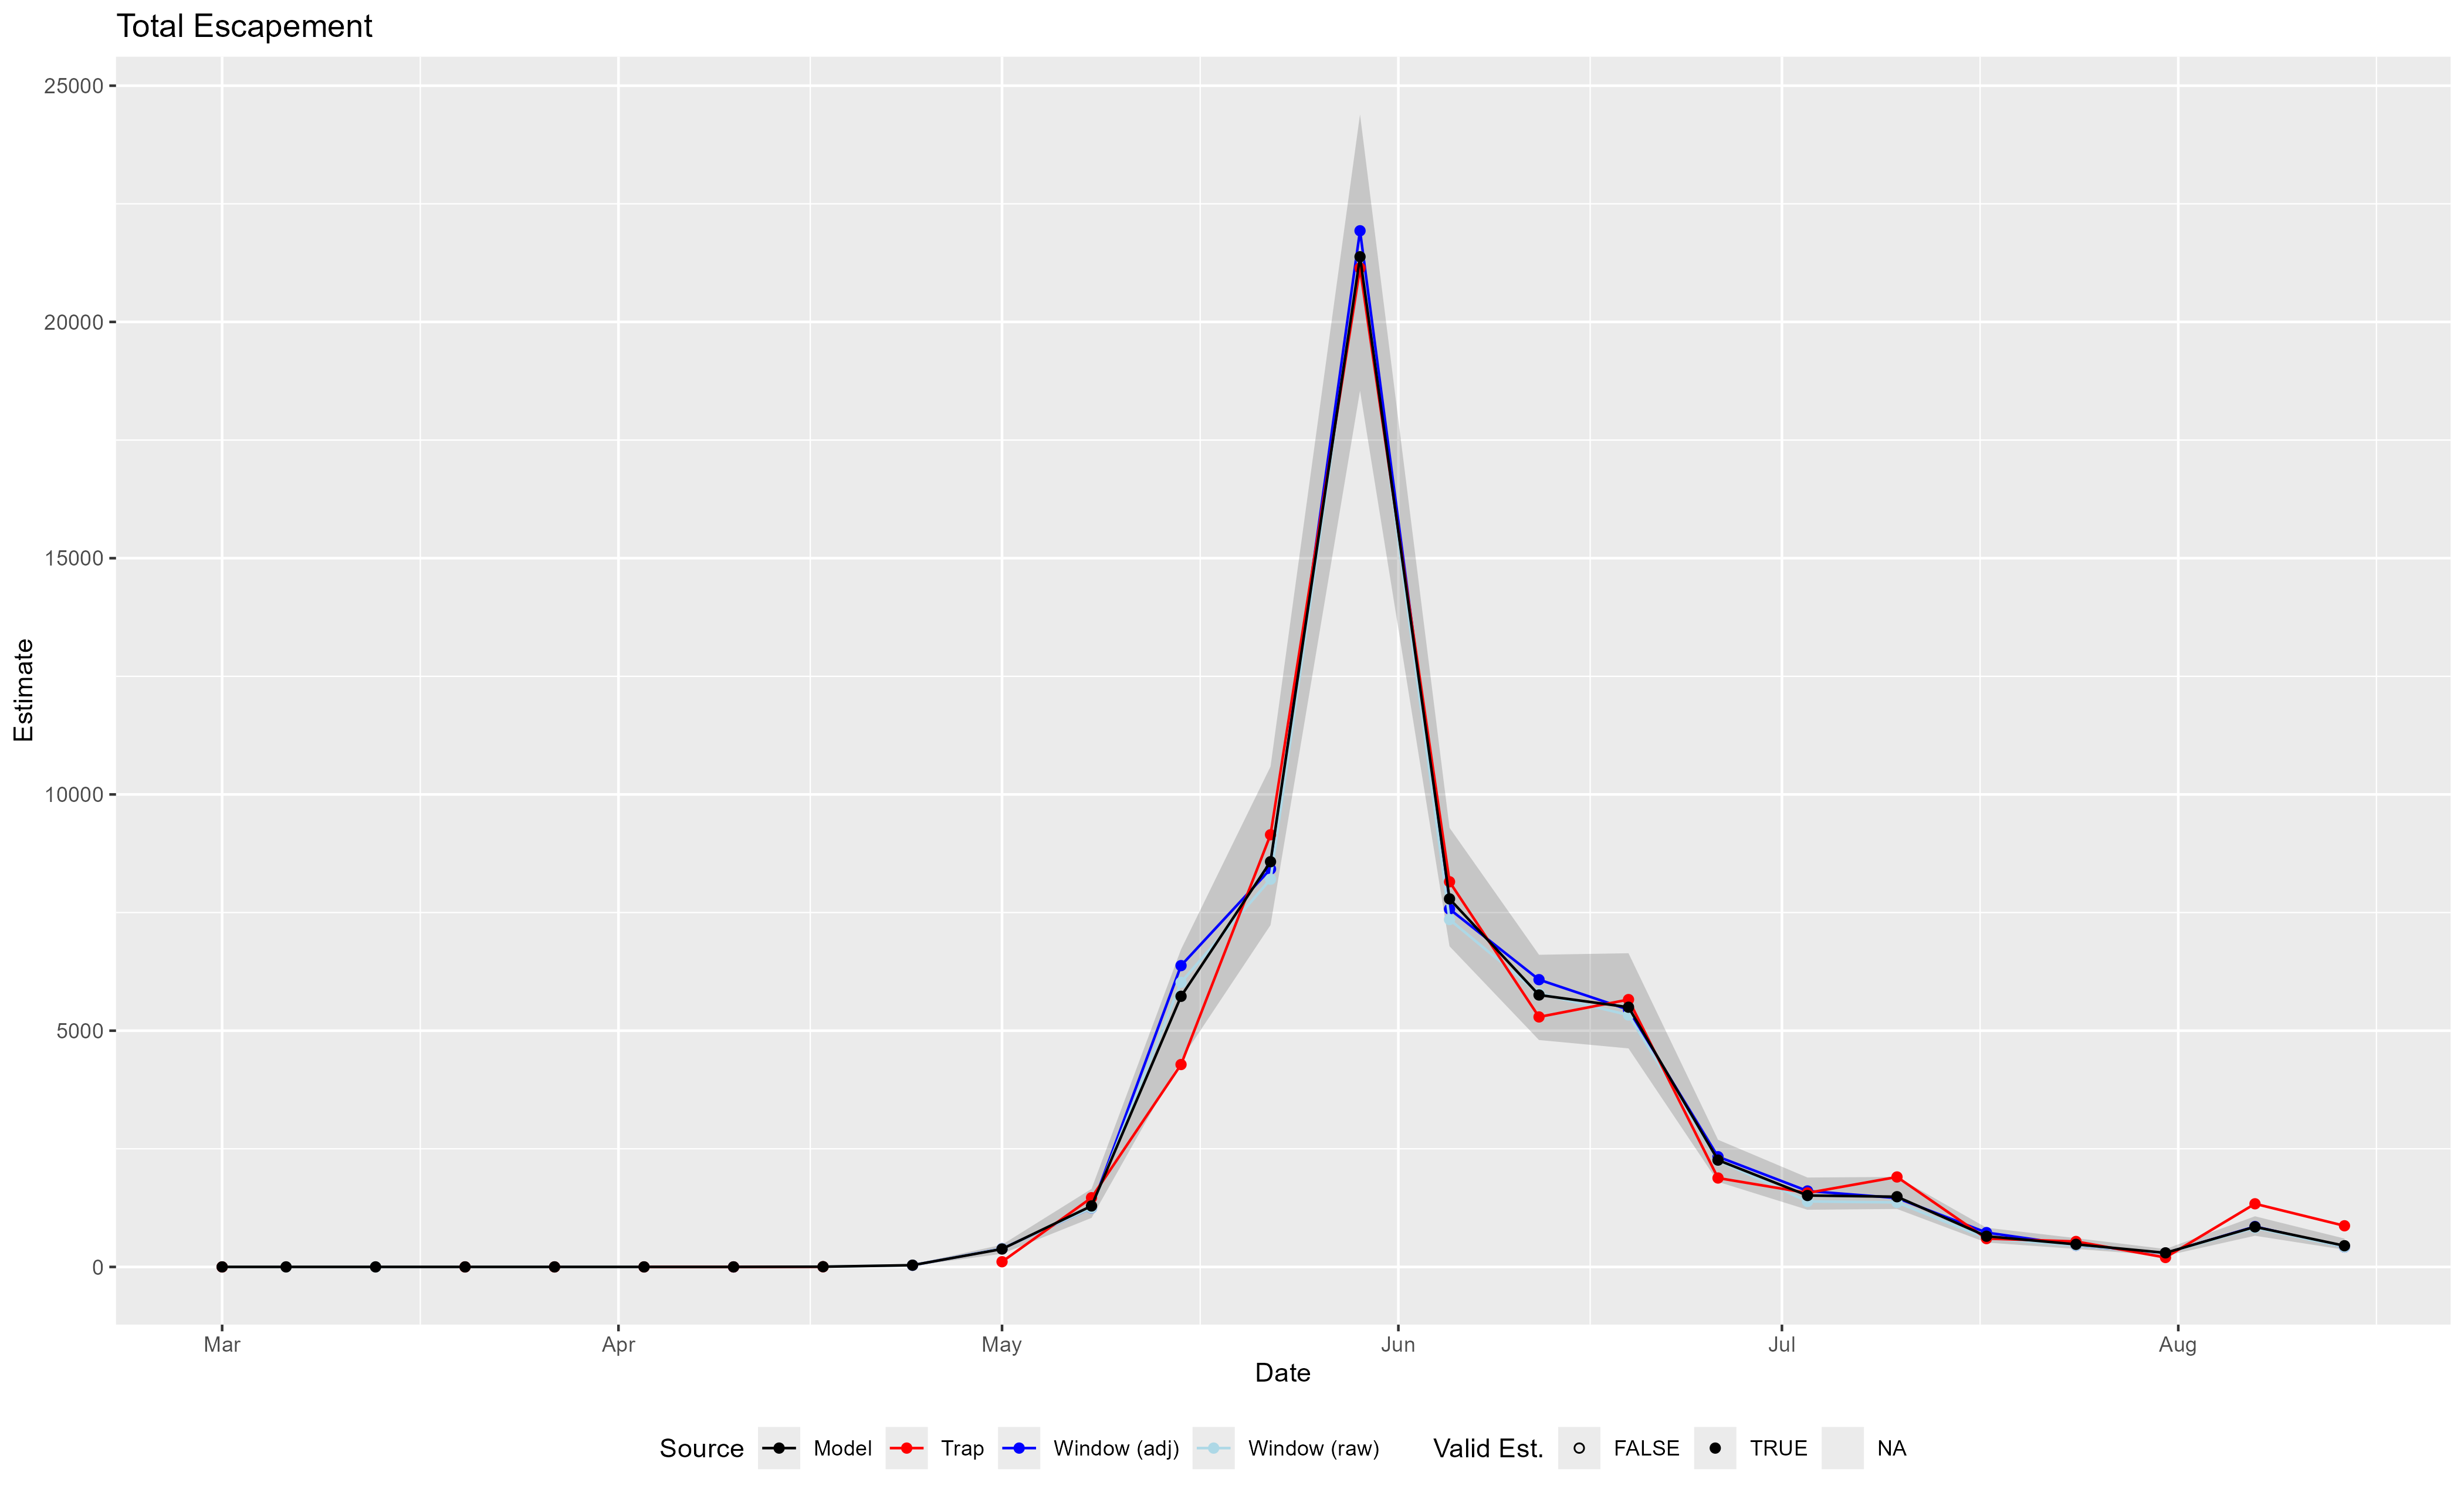 Total Escapement
25000
20000
15000
10000
5000
0
Estimate
Mar Apr May Jun Jul Aug
Date
Source Model Trap Window (adj) Window (raw) Valid Est. FALSE TRUE NA